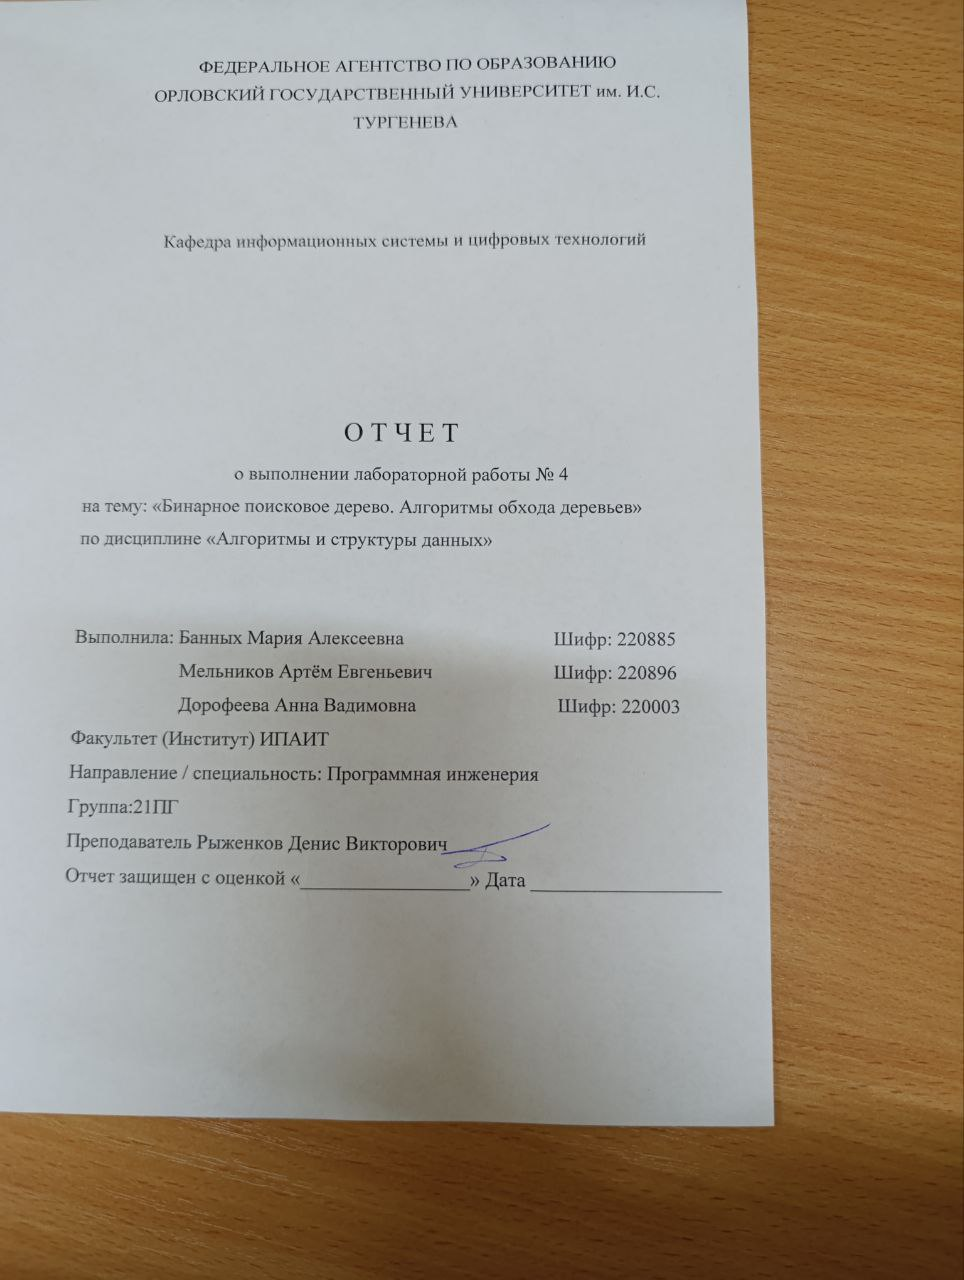 ФЕДЕРАЛЬНОЕ АГЕНТСТВО ПО ОБРАЗОВАНИЮ
ОРЛОВСКИЙ ГОСУДАРСТВЕННЫЙ УНИВЕРСИТЕТ им. И.С.
ТУРГЕНЕВА
Кафедра информационных системы и цифровых технологий
О Т Ч Е Т
о выполнении лабораторной работы № 4
на тему: «Бинарное поисковое дерево. Алгоритмы обхода деревьев»
по дисциплине «Алгоритмы и структуры данных»
Выполнила: Банных Мария Алексеевна Шифр: 220885
Мельников Артём Евгеньевич Шифр: 220896
Дорофеева Анна Вадимовна Шифр: 220003
Факультет (Институт) ИПАИТ
Направление / специальность: Программная инженерия
Группа:21ПГ
Преподаватель Рыженков Денис Викторович
Отчет защищен с оценкой «_________________» Дата ___________________